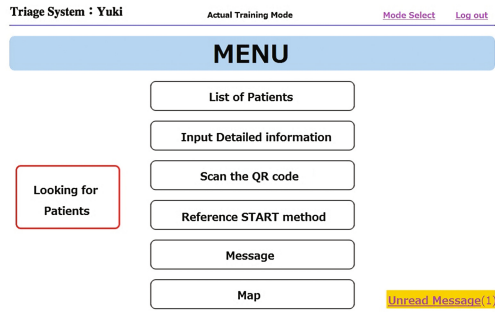 Triage System：Yuki
Actual Training Mode
Mode Select
Log out
MENU
List of Patients
Input Detailed information
Scan the QR code
Looking for
Patients
Reference START method
Message
Map
Unread Message(1)